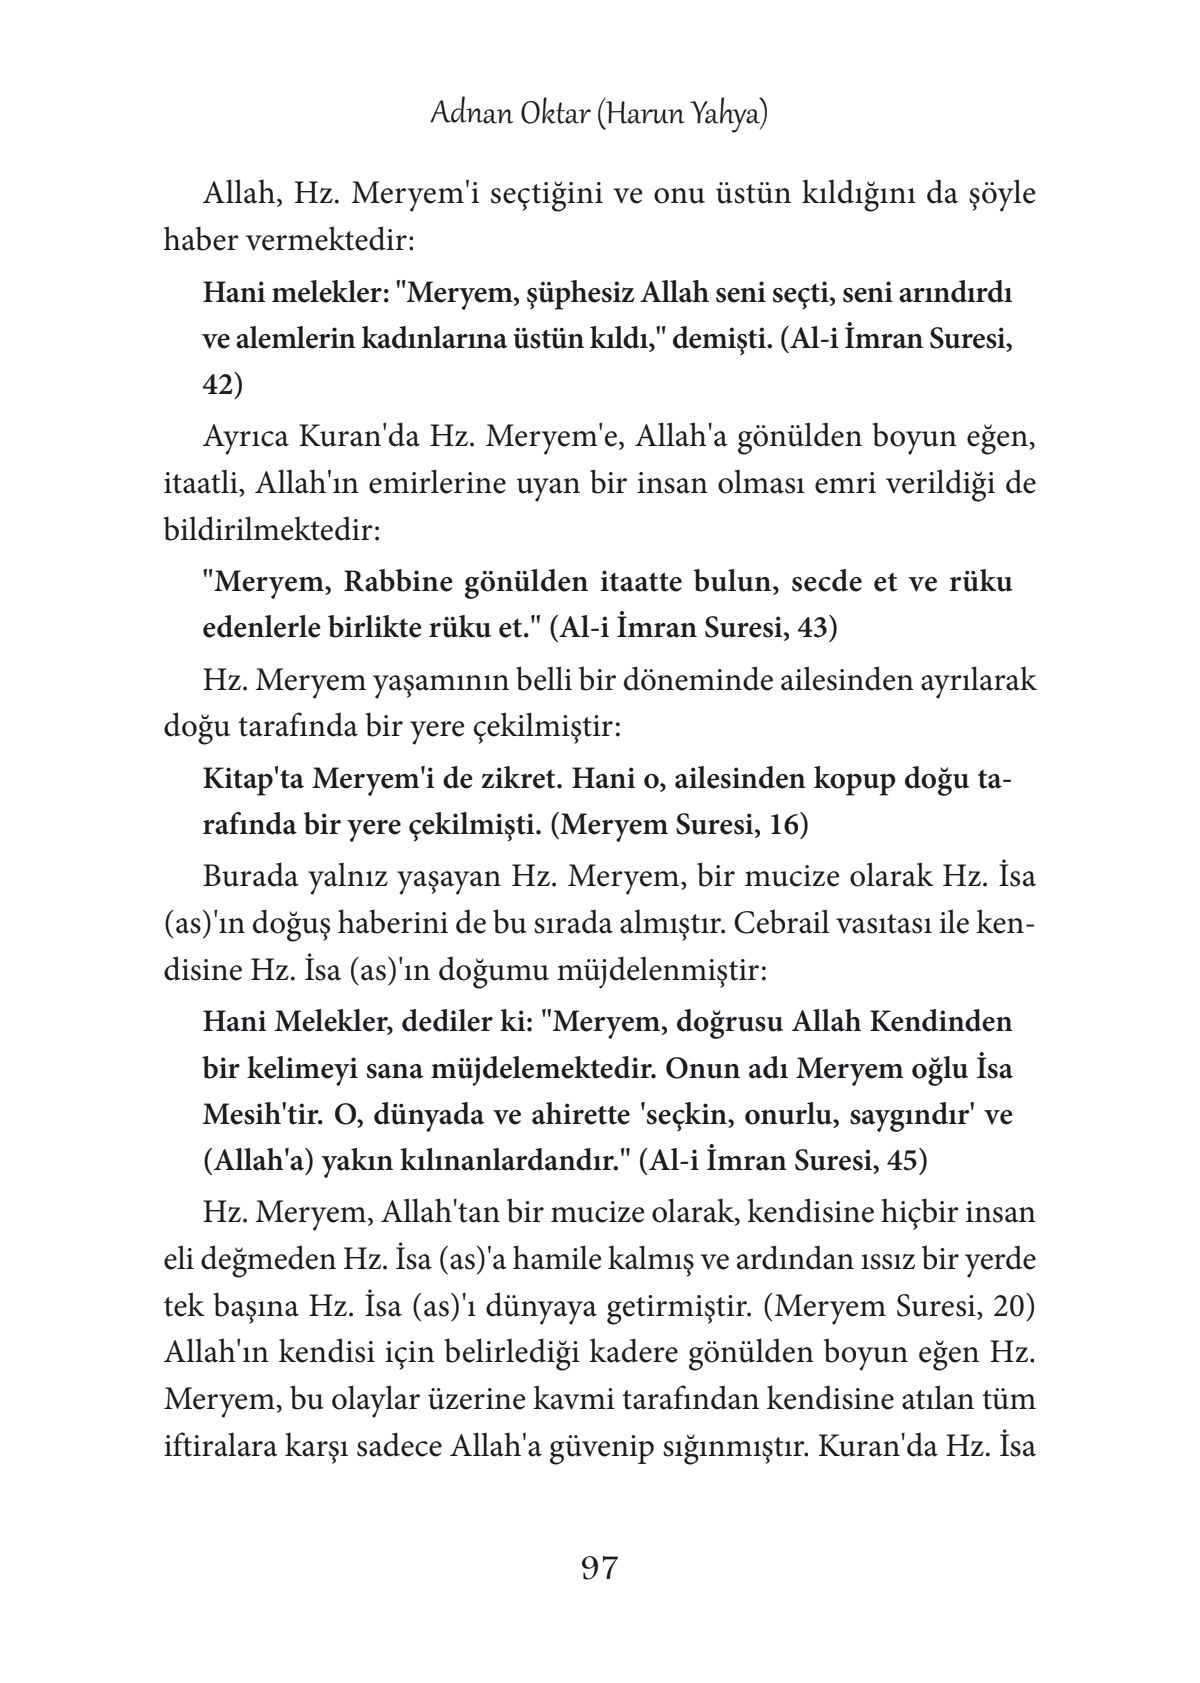 Adnan Oktar (Harun Yahya)
Allah, Hz. Meryem'i seçtiğini ve onu üstün kıldığını da şöyle
haber vermektedir:
Hani melekler: "Meryem, şüphesiz Allah seni seçti, seni arındırdı
ve alemlerin kadınlarına üstün kıldı," demişti. (Al-i İmran Suresi,
42)
Ayrıca Kuran'da Hz. Meryem'e, Allah'a gönülden boyun eğen,
itaatli, Allah'ın emirlerine uyan bir insan olması emri verildiği de
bildirilmektedir:
"Meryem, Rabbine gönülden itaatte bulun, secde et ve rüku
edenlerle birlikte rüku et." (Al-i İmran Suresi, 43)
Hz. Meryem yaşamının belli bir döneminde ailesinden ayrılarak
doğu tarafında bir yere çekilmiştir:
Kitap'ta Meryem'i de zikret. Hani o, ailesinden kopup doğu ta-
rafında bir yere çekilmişti. (Meryem Suresi, 16)
Burada yalnız yaşayan Hz. Meryem, bir mucize olarak Hz. İsa
(as)'ın doğuş haberini de bu sırada almıştır. Cebrail vasıtası ile ken-
disine Hz. İsa (as)'ın doğumu müjdelenmiştir:
Hani Melekler, dediler ki: "Meryem, doğrusu Allah Kendinden
bir kelimeyi sana müjdelemektedir. Onun adı Meryem oğlu İsa
Mesih'tir. O, dünyada ve ahirette 'seçkin, onurlu, saygındır' ve
(Allah'a) yakın kılınanlardandır." (Al-i İmran Suresi, 45)
Hz. Meryem, Allah'tan bir mucize olarak, kendisine hiçbir insan
eli değmeden Hz. İsa (as)'a hamile kalmış ve ardından ıssız bir yerde
tek başına Hz. İsa (as)'ı dünyaya getirmiştir. (Meryem Suresi, 20)
Allah'ın kendisi için belirlediği kadere gönülden boyun eğen Hz.
Meryem, bu olaylar üzerine kavmi tarafından kendisine atılan tüm
iftiralara karşı sadece Allah'a güvenip sığınmıştır. Kuran'da Hz. İsa
97